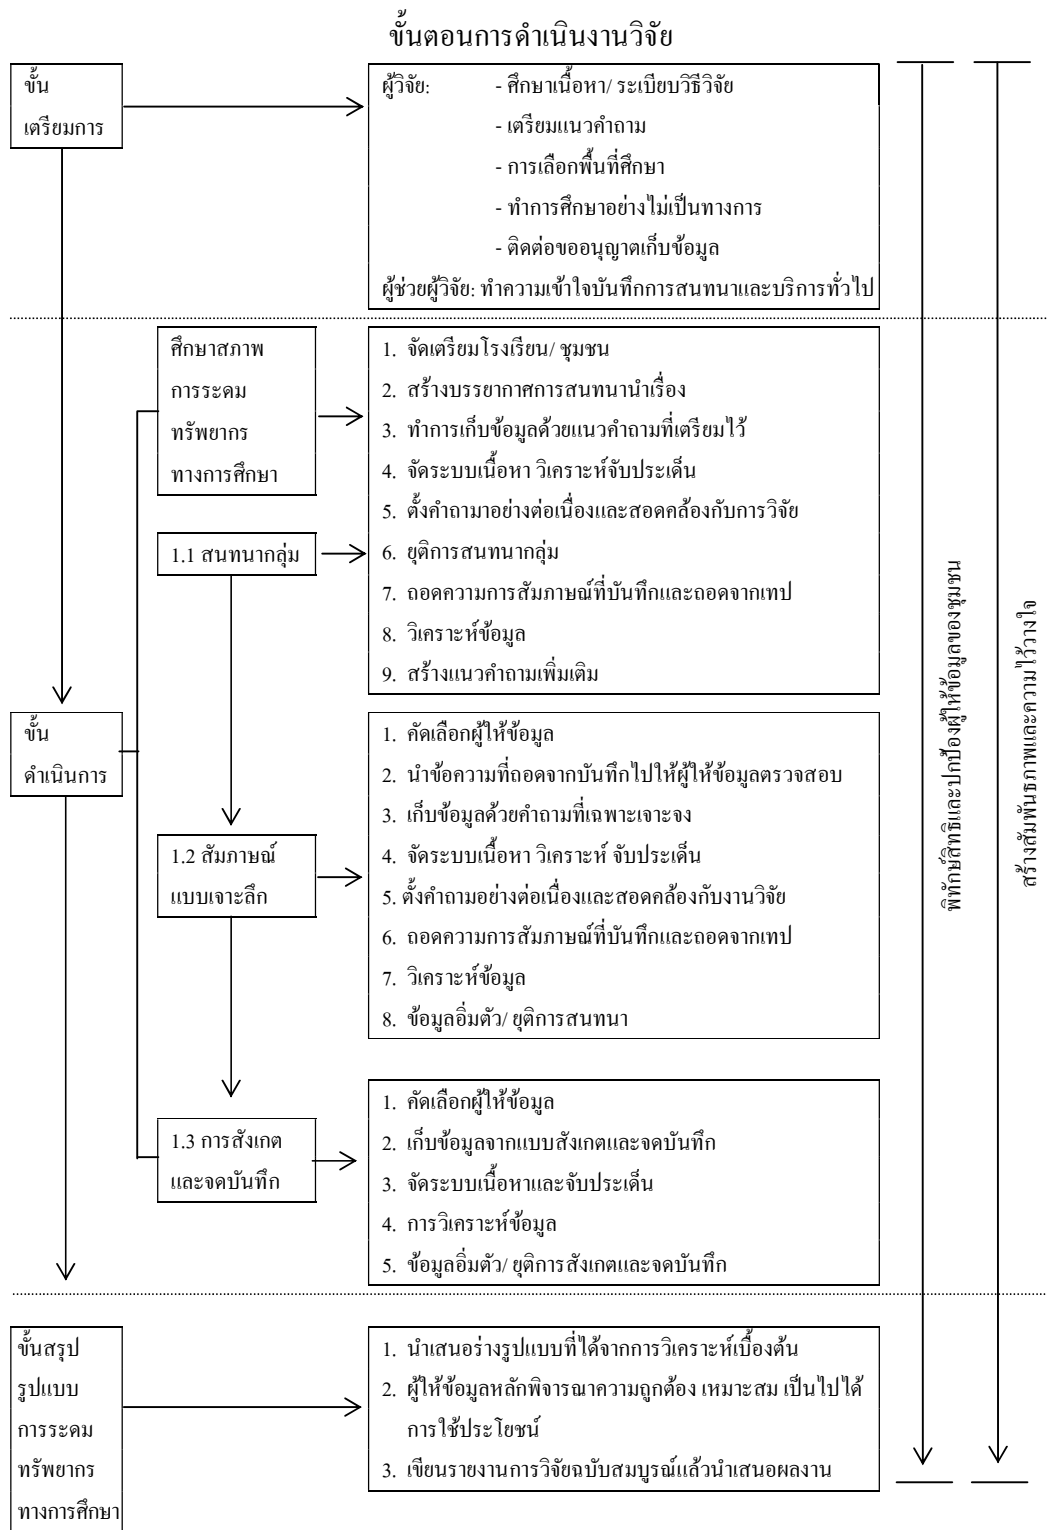 ขั้นตอนการดำเนินงานวิจัย
ขั้น
เตรียมการ
ผู้วิจัย: - ศึกษาเนื้อหา/ ระเบียบวิธีวิจัย
- เตรียมแนวคำถาม
- การเลือกพื้นที่ศึกษา
- ทำการศึกษาอย่างไม่เป็นทางการ
- ติดต่อขออนุญาตเก็บข้อมูล
ผู้ช่วยผู้วิจัย: ทำความเข้าใจบันทึกการสนทนาและบริการทั่วไป
ศึกษาสภาพ
การระดม
ทรัพยากร
ทางการศึกษา
1. จัดเตรียมโรงเรียน/ ชุมชน
2. สร้างบรรยากาศการสนทนานำเรื่อง
3. ทำการเก็บข้อมูลด้วยแนวคำถามที่เตรียมไว้
4. จัดระบบเนื้อหา วิเคราะห์จับประเด็น
5. ตั้งคำถามาอย่างต่อเนื่องและสอดคล้องกับการวิจัย
6. ยุติการสนทนากลุ่ม
7. ถอดความการสัมภาษณ์ที่บันทึกและถอดจากเทป
8. วิเคราะห์ข้อมูล
9. สร้างแนวคำถามเพิ่มเติม
1.1 สนทนากลุ่ม
ขั้น
ดำเนินการ
1.2 สัมภาษณ์
แบบเจาะลึก
1. คัดเลือกผู้ให้ข้อมูล
2. นำข้อความที่ถอดจากบันทึกไปให้ผู้ให้ข้อมูลตรวจสอบ
3. เก็บข้อมูลด้วยคำถามที่เฉพาะเจาะจง
4. จัดระบบเนื้อหา วิเคราะห์ จับประเด็น
5. ตั้งคำถามอย่างต่อเนื่องและสอดคล้องกับงานวิจัย
6. ถอดความการสัมภาษณ์ที่บันทึกและถอดจากเทป
7. วิเคราะห์ข้อมูล
8. ข้อมูลอิ่มตัว/ ยุติการสนทนา
1.3 การสังเกต
และจดบันทึก
1. คัดเลือกผู้ให้ข้อมูล
2. เก็บข้อมูลจากแบบสังเกตและจดบันทึก
3. จัดระบบเนื้อหาและจับประเด็น
4. การวิเคราะห์ข้อมูล
5. ข้อมูลอิ่มตัว/ ยุติการสังเกตและจดบันทึก
ขั้นสรุป
รูปแบบ
การระดม
ทรัพยากร
ทางการศึกษา
1. นำเสนอร่างรูปแบบที่ได้จากการวิเคราะห์เบื้องต้น
2. ผู้ให้ข้อมูลหลักพิจารณาความถูกต้อง เหมาะสม เป็นไปได้
การใช้ประโยชน์
3. เขียนรายงานการวิจัยฉบับสมบูรณ์แล้วนำเสนอผลงาน
พิทักษ์สิทธิและปกป้องผู้ให้ข้อมูลของชุมชน
สร้างสัมพันธภาพและความไว้วางใจ